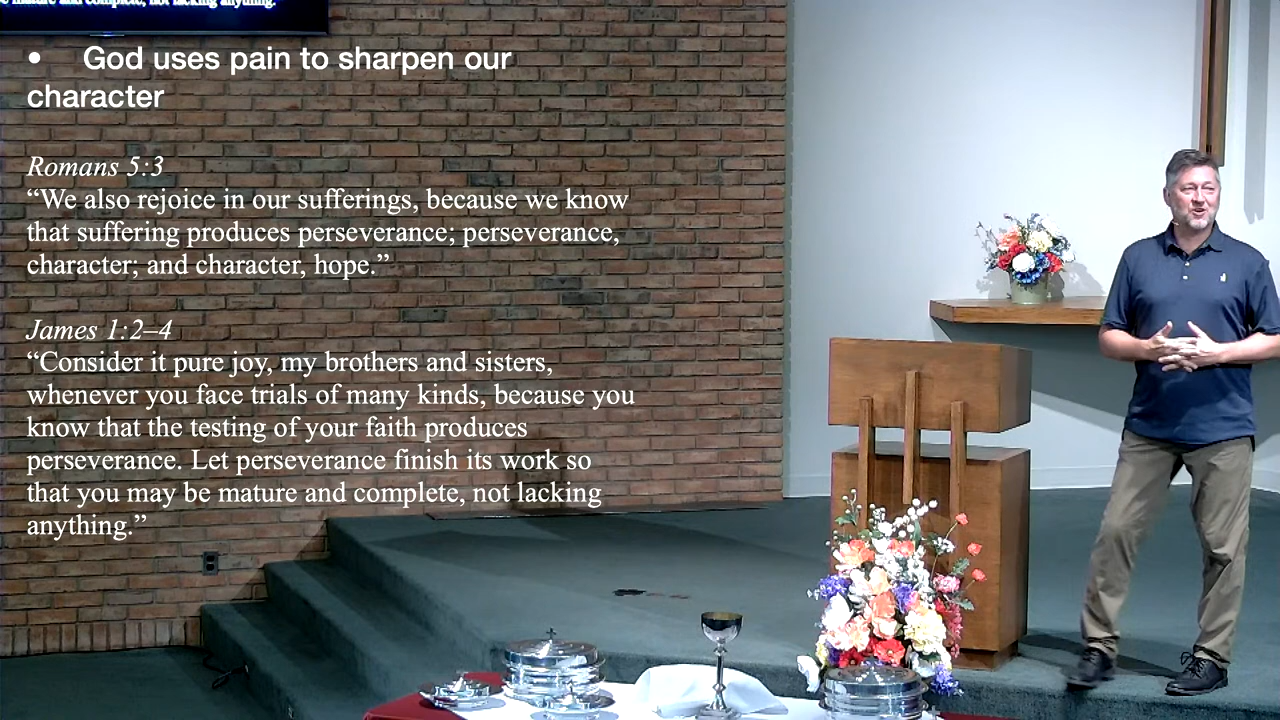 mature and complete, not lacking anything.
• God uses pain to sharpen our
character
Romans 5:3
“We also rejoice in our sufferings, because we know
that suffering produces perseverance; perseverance,
character; and character, hope.”
James 1:2–4
“Consider it pure joy, my brothers and sisters,
whenever you face trials of many kinds, because you
know that the testing of your faith produces
perseverance. Let perseverance finish its work so
that you may be mature and complete, not lacking
anything.”